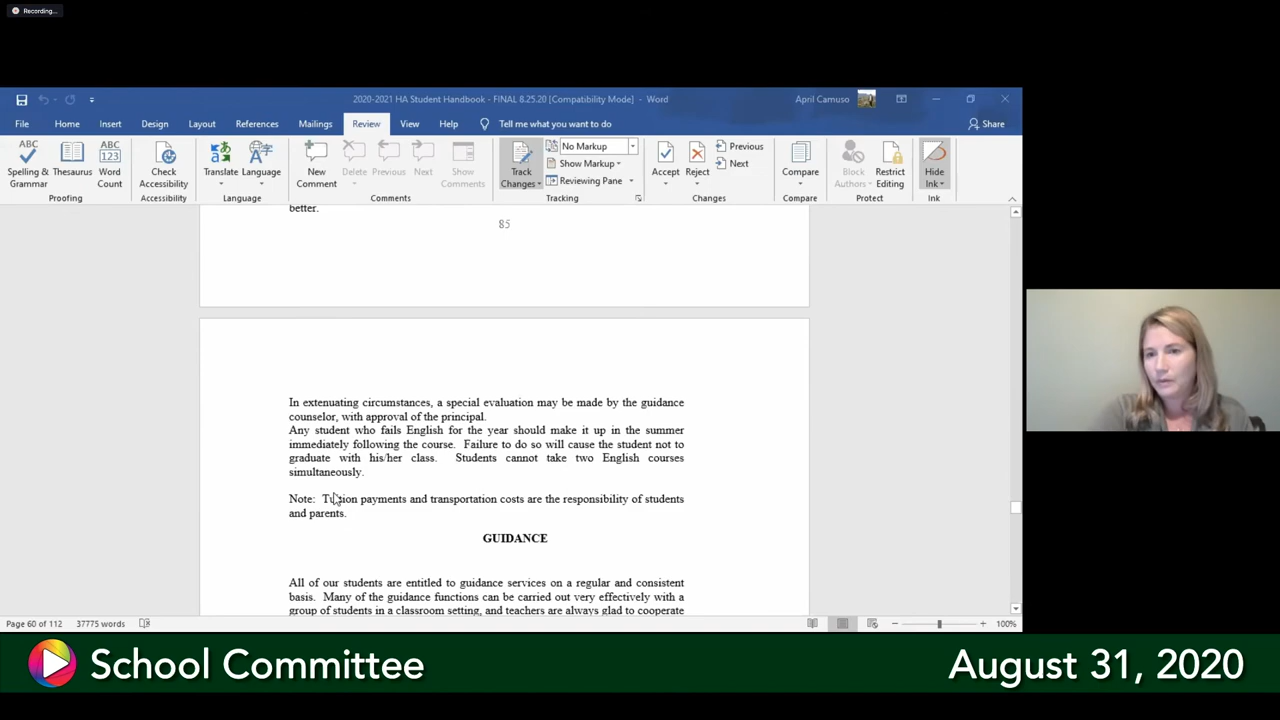 Recording...
2020-2021 HA Student Handbook - FINAL 8.25.20 [Compatibility Mode] - Word
April Camuso
File Home Insert Design Layout References Mailings Review View Help Tell me what you want to do Share
ABC Spelling & Grammar
Thesaurus
ABC 123 Word Count
Proofing
Check Accessibility
Accessibility
Translate
Language
Language
New Comment
Delete
Previous
Next
Show Comments
Comments
Track Changes
No Markup
Show Markup
Reviewing Pane
Tracking
Accept
Reject
Previous
Next
Changes
Compare
Compare
Block Authors
Restrict Editing
Protect
Hide Ink
Ink
better.
85
In extenuating circumstances, a special evaluation may be made by the guidance
counselor, with approval of the principal.
Any student who fails English for the year should make it up in the summer
immediately following the course. Failure to do so will cause the student not to
graduate with his/her class. Students cannot take two English courses
simultaneously.
Note: Tuition payments and transportation costs are the responsibility of students
and parents.
GUIDANCE
All of our students are entitled to guidance services on a regular and consistent
basis. Many of the guidance functions can be carried out very effectively with a
group of students in a classroom setting, and teachers are always glad to cooperate
Page 60 of 112 37775 words
100%
School Committee
August 31, 2020